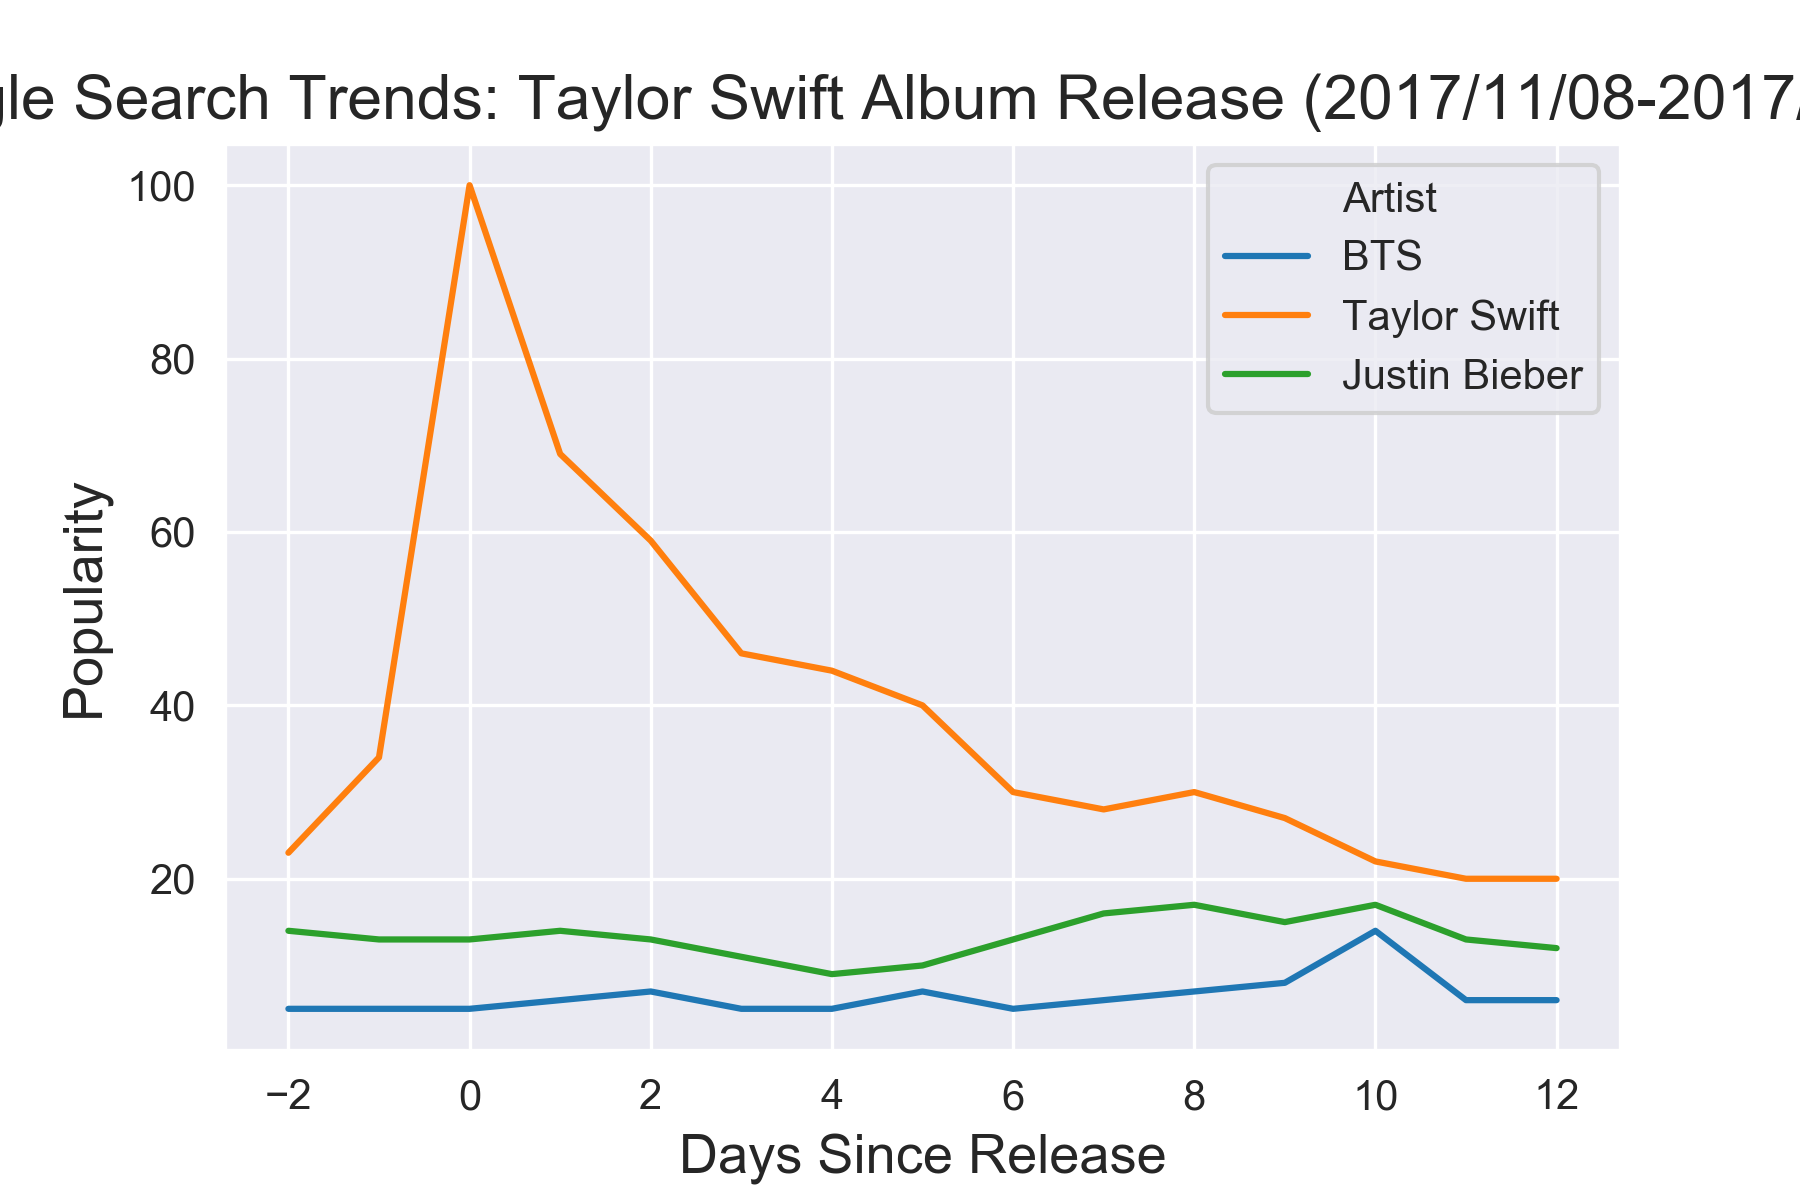 gle Search Trends: Taylor Swift Album Release (2017/11/08-2017/
Artist
BTS
Taylor Swift
Justin Bieber
100
80
60
40
20
Popularity
−2 0 2 4 6 8 10 12
Days Since Release